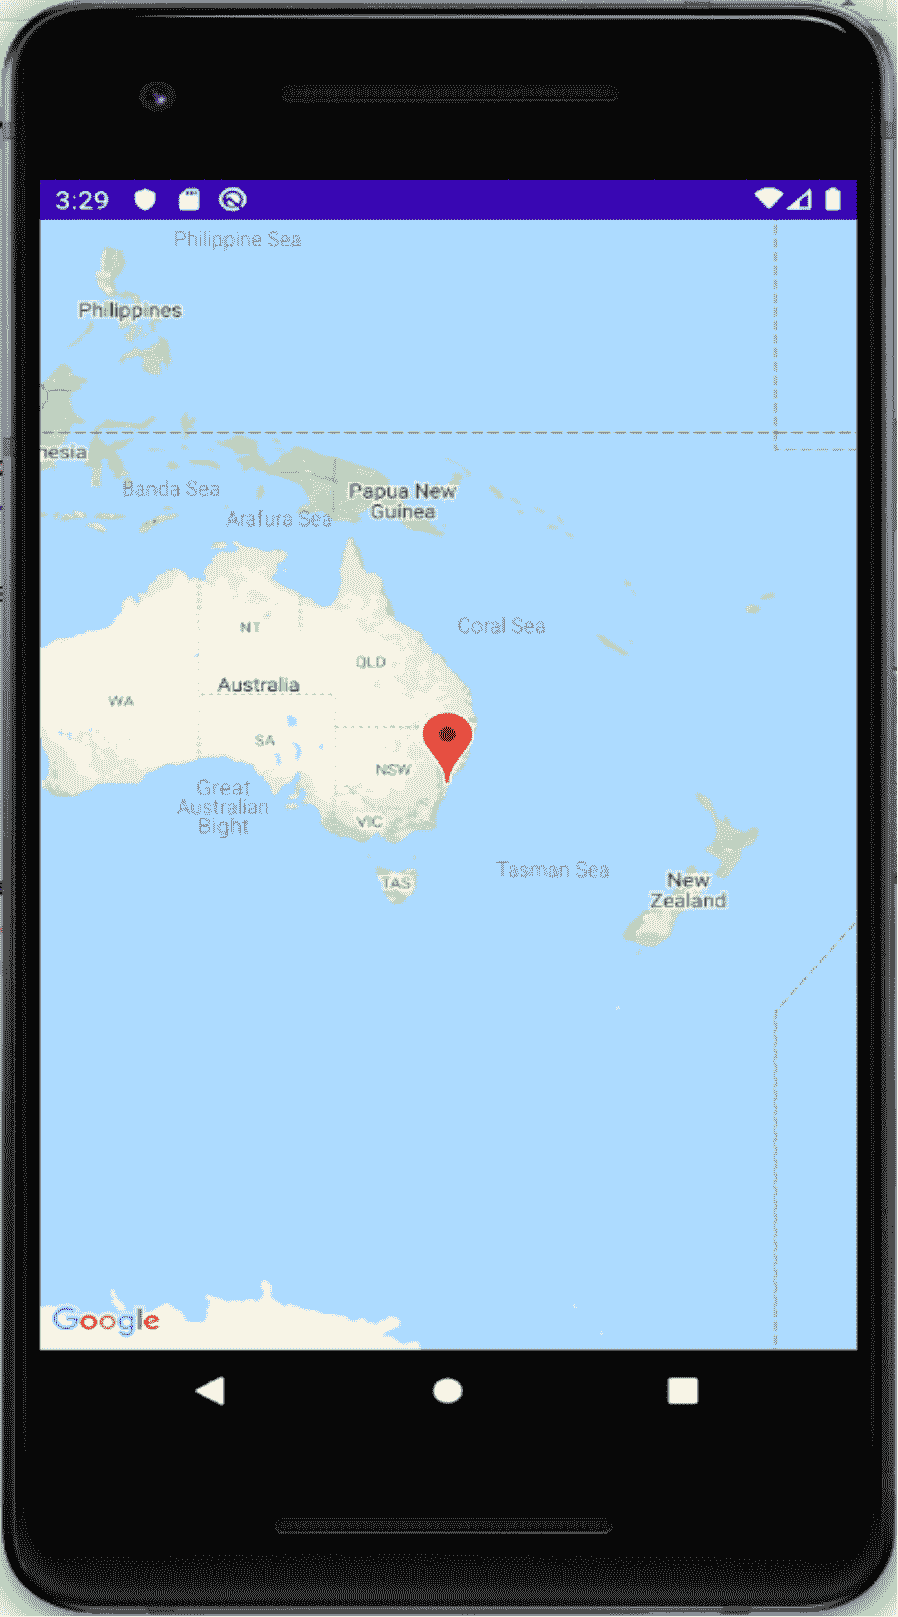 3:29
Philippine Sea
Philippines
nesia
Banda Sea
Papua New
Guinea
Arafura Sea
NT
Coral Sea
QLD
Australia
WA
SA
NSW
Great
Australian
Bight
VIC
Tasman Sea
TAS
New
Zealand
Google